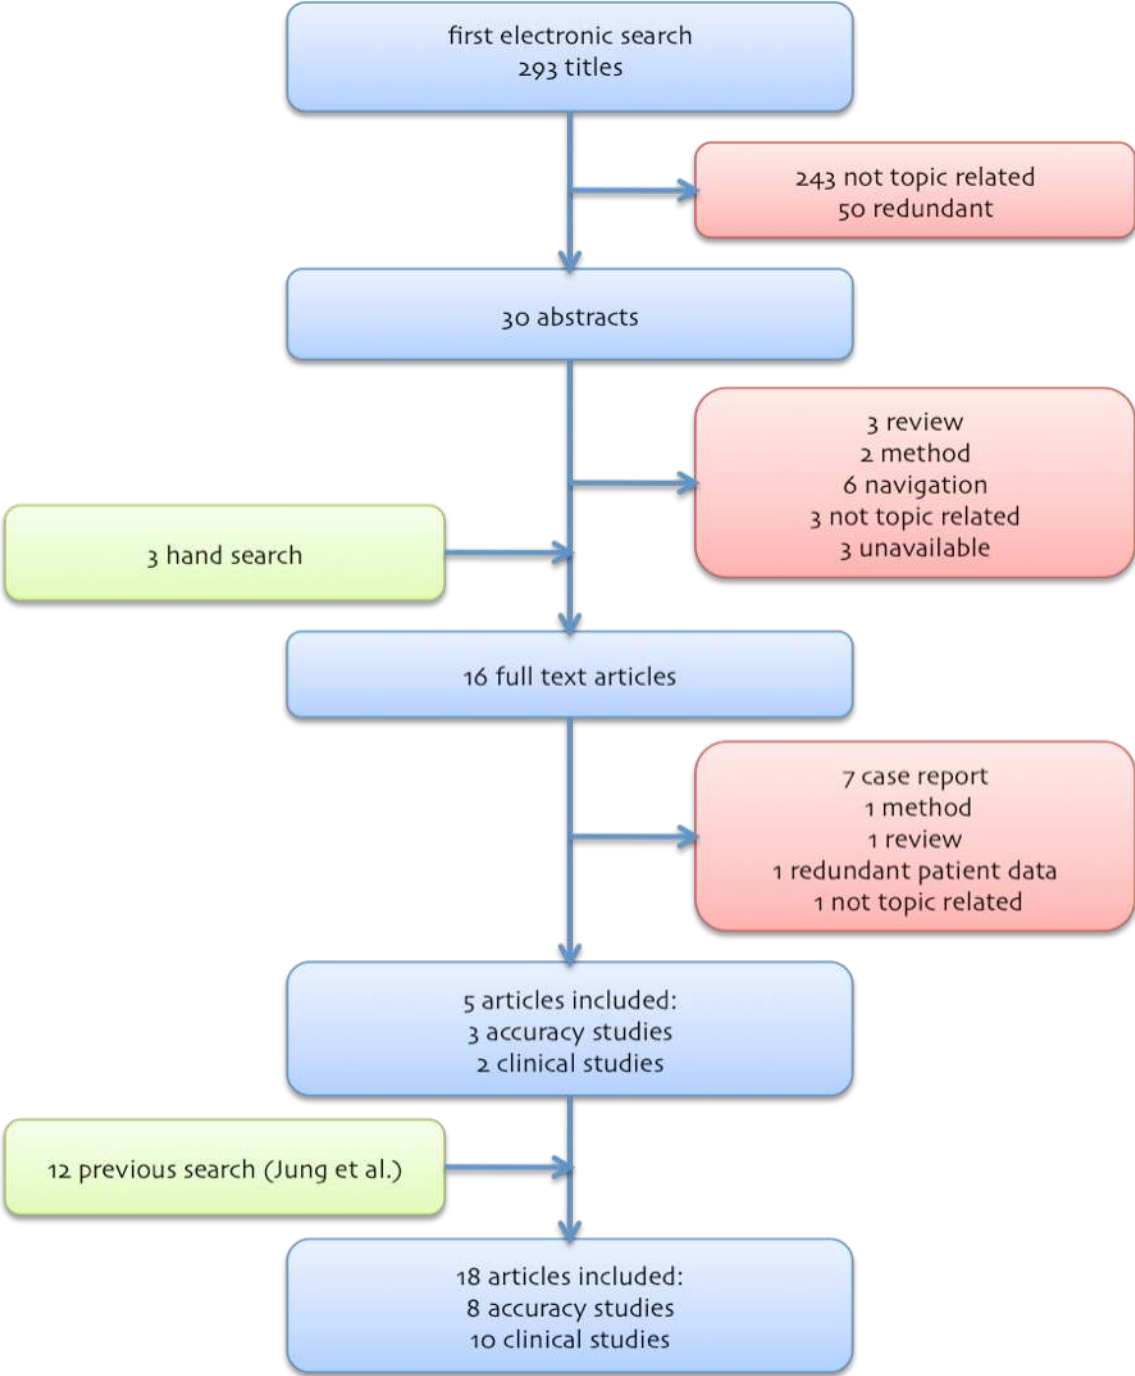 first electronic search
293 titles
243 not topic related
50 redundant
30 abstracts
3 review
2 method
6 navigation
3 not topic related
3 unavailable
3 hand search
16 full text articles
7 case report
1 method
1 review
1 redundant patient data
1 not topic related
5 articles included:
3 accuracy studies
2 clinical studies
12 previous search (Jung et al.)
18 articles included:
8 accuracy studies
10 clinical studies